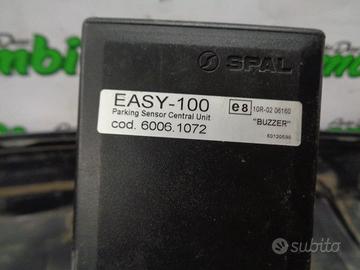 SPAL
EASY-100
Parking Sensor Central Unit
cod. 6006.1072
e8
10R-02 06160
"BUZZER"
subito